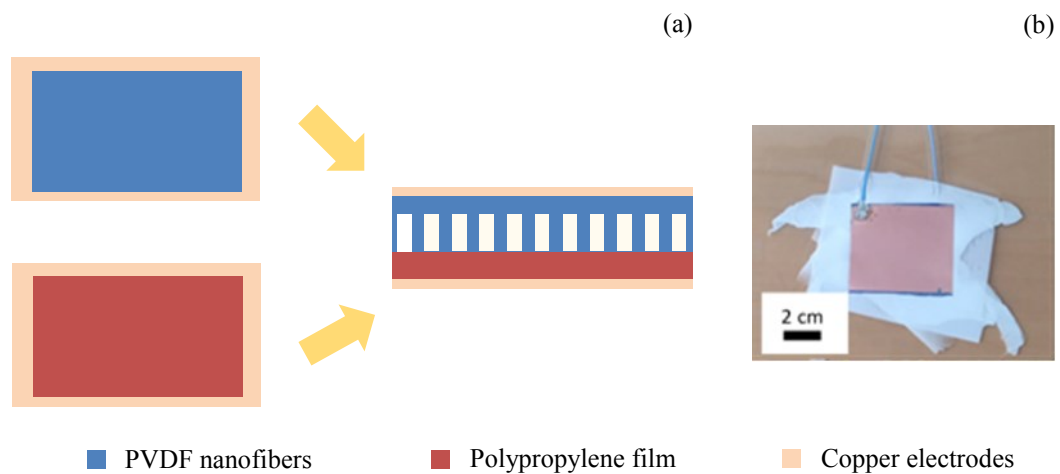 (a)
(b)
2 cm
PVDF nanofibers
Polypropylene film
Copper electrodes